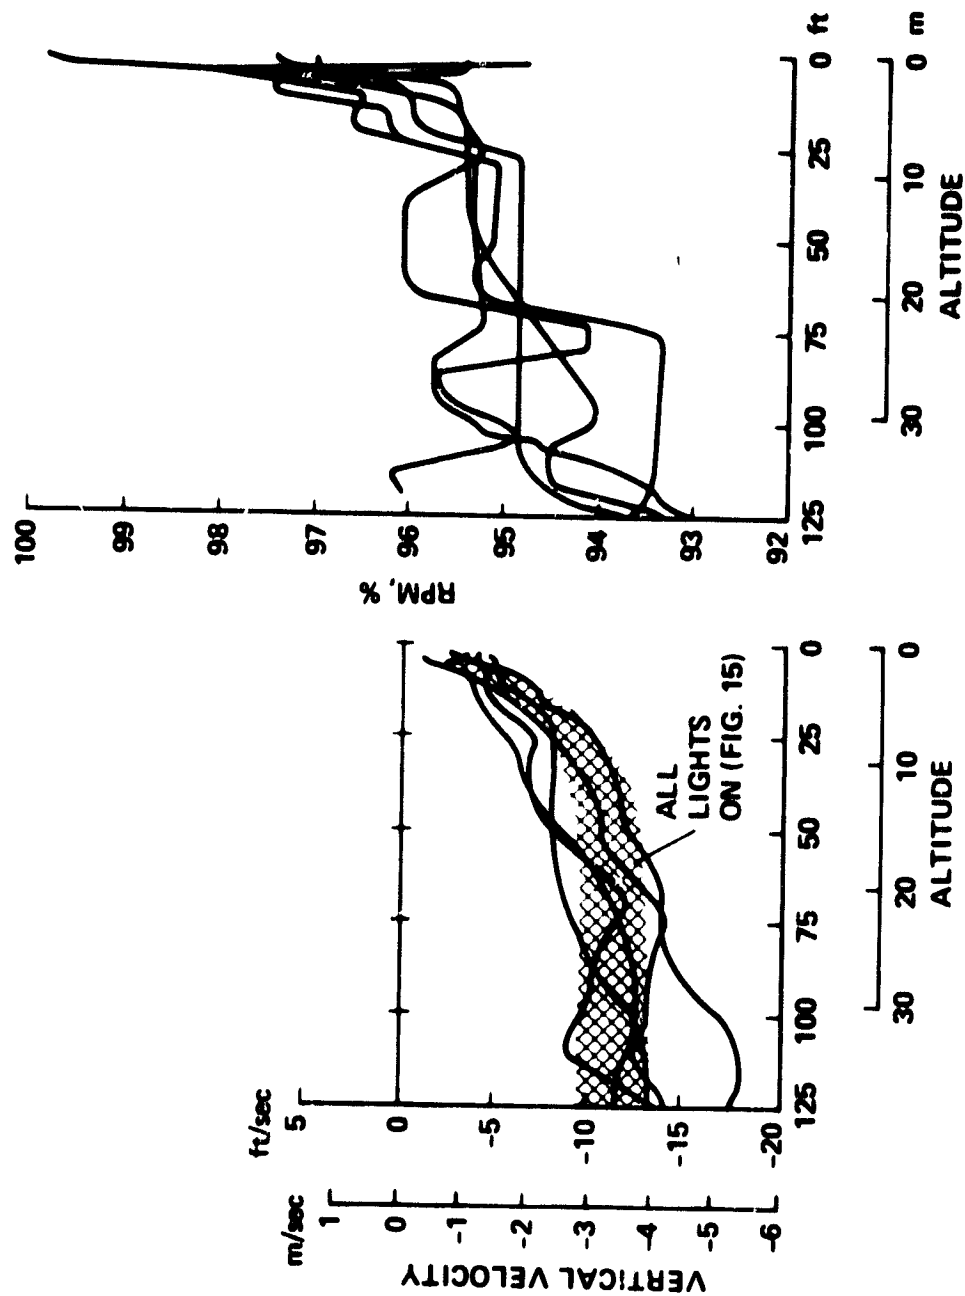 m/sec
1
0
-1
-2
-3
-4
-5
-6
VERTICAL VELOCITY
ft/sec
5
0
-5
-10
-15
-20
ALL
LIGHTS
ON (FIG. 15)
125 100 75 50 25 0
30 20 10 0
ALTITUDE
RPM, %
100
99
98
97
96
95
94
93
92
125 100 75 50 25 0 ft
30 20 10 0 m
ALTITUDE